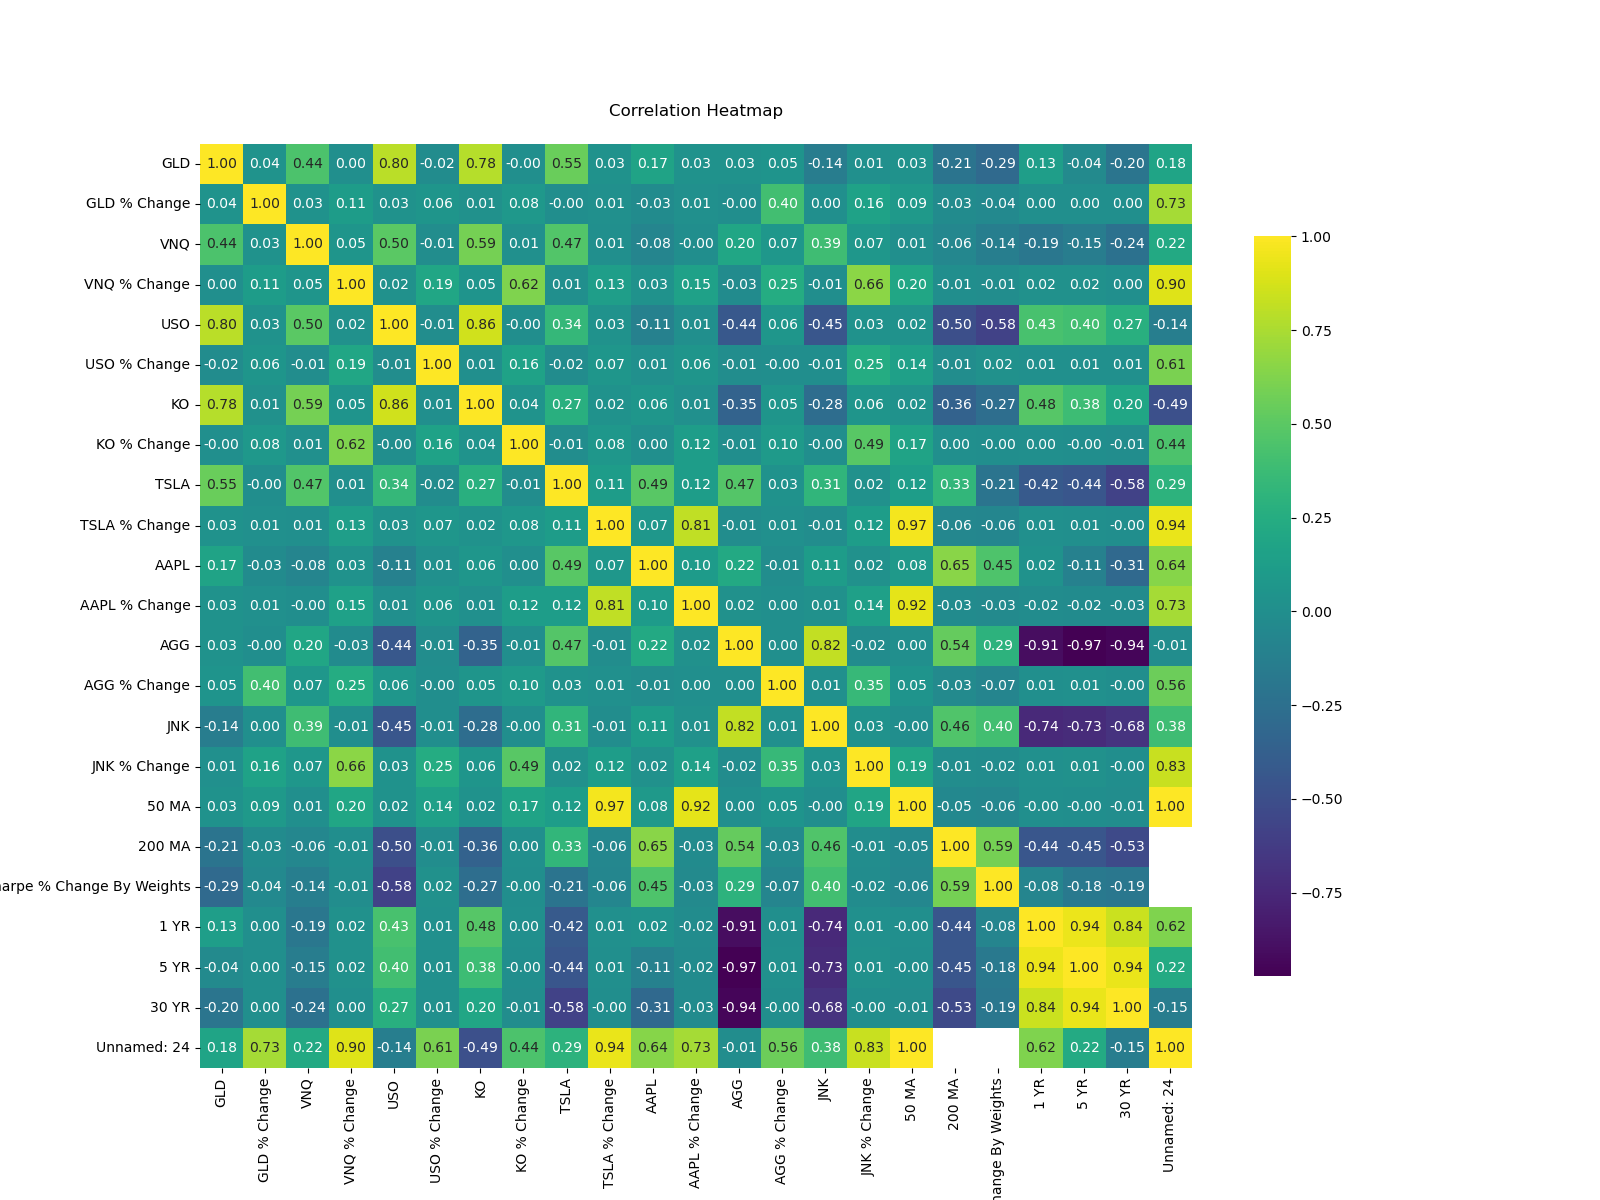 Correlation Heatmap
GLD 1.00 0.04 0.44 0.00 0.80 -0.02 0.78 -0.00 0.55 0.03 0.17 0.03 0.03 0.05 -0.14 0.01 0.03 -0.21 -0.29 0.13 -0.04 -0.20 0.18
GLD % Change 0.04 1.00 0.03 0.11 0.03 0.06 0.01 0.08 -0.00 0.01 -0.03 0.01 -0.00 0.40 0.00 0.16 0.09 -0.03 -0.04 0.00 0.00 0.00 0.73
VNQ 0.44 0.03 1.00 0.05 0.50 -0.01 0.59 0.01 0.47 0.01 -0.08 -0.00 0.20 0.07 0.39 0.07 0.01 -0.06 -0.14 -0.19 -0.15 -0.24 0.22
VNQ % Change 0.00 0.11 0.05 1.00 0.02 0.19 0.05 0.62 0.01 0.13 0.03 0.15 -0.03 0.25 -0.01 0.66 0.20 -0.01 -0.01 0.02 0.02 0.00 0.90
USO 0.80 0.03 0.50 0.02 1.00 -0.01 0.86 -0.00 0.34 0.03 -0.11 0.01 -0.44 0.06 -0.45 0.03 0.02 -0.50 -0.58 0.43 0.40 0.27 -0.14
USO % Change -0.02 0.06 -0.01 0.19 -0.01 1.00 0.01 0.16 -0.02 0.07 0.01 0.06 -0.01 -0.00 -0.01 0.25 0.14 -0.01 0.02 0.01 0.01 0.01 0.61
KO 0.78 0.01 0.59 0.05 0.86 0.01 1.00 0.04 0.27 0.02 0.06 0.01 -0.35 0.05 -0.28 0.06 0.02 -0.36 -0.27 0.48 0.38 0.20 -0.49
KO % Change -0.00 0.08 0.01 0.62 -0.00 0.16 0.04 1.00 -0.01 0.08 0.00 0.12 -0.01 0.10 -0.00 0.49 0.17 0.00 -0.00 0.00 -0.00 -0.01 0.44
TSLA 0.55 -0.00 0.47 0.01 0.34 -0.02 0.27 -0.01 1.00 0.11 0.49 0.12 0.47 0.03 0.31 0.02 0.12 0.33 -0.21 -0.42 -0.44 -0.58 0.29
TSLA % Change 0.03 0.01 0.01 0.13 0.03 0.07 0.02 0.08 0.11 1.00 0.07 0.81 -0.01 0.01 -0.01 0.12 0.97 -0.06 -0.06 0.01 0.01 -0.00 0.94
AAPL 0.17 -0.03 -0.08 0.03 -0.11 0.01 0.06 0.00 0.49 0.07 1.00 0.10 0.22 -0.01 0.11 0.02 0.08 0.65 0.45 0.02 -0.11 -0.31 0.64
AAPL % Change 0.03 0.01 -0.00 0.15 0.01 0.06 0.01 0.12 0.12 0.81 0.10 1.00 0.02 0.00 0.01 0.14 0.92 -0.03 -0.03 -0.02 -0.02 -0.03 0.73
AGG 0.03 -0.00 0.20 -0.03 -0.44 -0.01 -0.35 -0.01 0.47 -0.01 0.22 0.02 1.00 0.00 0.82 -0.02 0.00 0.54 0.29 -0.91 -0.97 -0.94 -0.01
AGG % Change 0.05 0.40 0.07 0.25 0.06 -0.00 0.05 0.10 0.03 0.01 -0.01 0.00 0.00 1.00 0.01 0.35 0.05 -0.03 -0.07 0.01 0.01 -0.00 0.56
JNK -0.14 0.00 0.39 -0.01 -0.45 -0.01 -0.28 -0.00 0.31 -0.01 0.11 0.01 0.82 0.01 1.00 0.03 -0.00 0.46 0.40 -0.74 -0.73 -0.68 0.38
JNK % Change 0.01 0.16 0.07 0.66 0.03 0.25 0.06 0.49 0.02 0.12 0.02 0.14 -0.02 0.35 0.03 1.00 0.19 -0.01 -0.02 0.01 0.01 -0.00 0.83
50 MA 0.03 0.09 0.01 0.20 0.02 0.14 0.02 0.17 0.12 0.97 0.08 0.92 0.00 0.05 -0.00 0.19 1.00 -0.05 -0.06 -0.00 -0.00 -0.01 1.00
200 MA -0.21 -0.03 -0.06 -0.01 -0.50 -0.01 -0.36 0.00 0.33 -0.06 0.65 -0.03 0.54 -0.03 0.46 -0.01 -0.05 1.00 0.59 -0.44 -0.45 -0.53
arpe % Change By Weights -0.29 -0.04 -0.14 -0.01 -0.58 0.02 -0.27 -0.00 -0.21 -0.06 0.45 -0.03 0.29 -0.07 0.40 -0.02 -0.06 0.59 1.00 -0.08 -0.18 -0.19
1 YR 0.13 0.00 -0.19 0.02 0.43 0.01 0.48 0.00 -0.42 0.01 0.02 -0.02 -0.91 0.01 -0.74 0.01 -0.00 -0.44 -0.08 1.00 0.94 0.84 0.62
5 YR -0.04 0.00 -0.15 0.02 0.40 0.01 0.38 -0.00 -0.44 0.01 -0.11 -0.02 -0.97 0.01 -0.73 0.01 -0.00 -0.45 -0.18 0.94 1.00 0.94 0.22
30 YR -0.20 0.00 -0.24 0.00 0.27 0.01 0.20 -0.01 -0.58 -0.00 -0.31 -0.03 -0.94 -0.00 -0.68 -0.00 -0.01 -0.53 -0.19 0.84 0.94 1.00 -0.15
Unnamed: 24 0.18 0.73 0.22 0.90 -0.14 0.61 -0.49 0.44 0.29 0.94 0.64 0.73 -0.01 0.56 0.38 0.83 1.00 0.62 0.22 -0.15 1.00
GLD
GLD % Change
VNQ
VNQ % Change
USO
USO % Change
KO
KO % Change
TSLA
TSLA % Change
AAPL
AAPL % Change
AGG
AGG % Change
JNK
JNK % Change
50 MA
200 MA
hange By Weights
1 YR
5 YR
30 YR
Unnamed: 24
1.00
0.75
0.50
0.25
0.00
−0.25
−0.50
−0.75